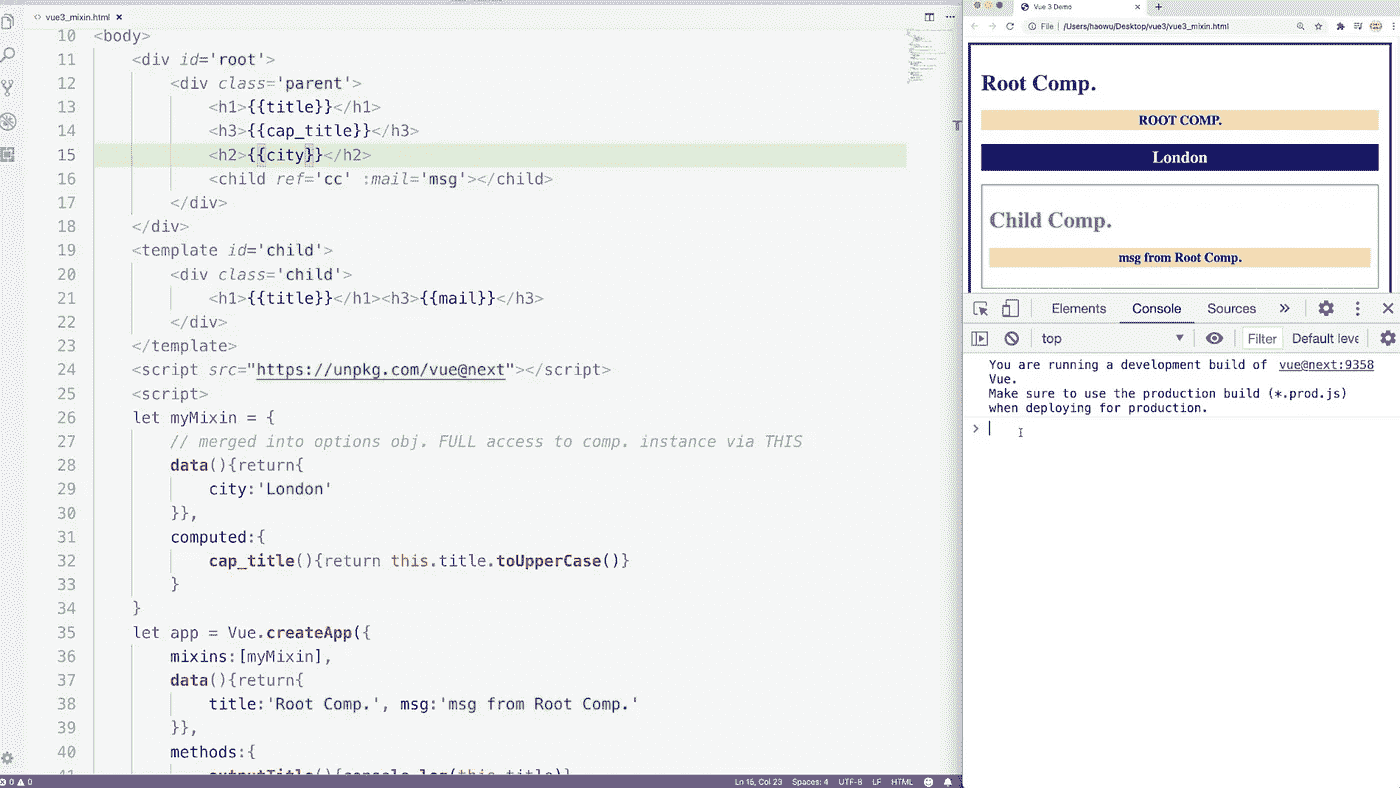 vue3_mixin.html
10 <body>
11 <div id='root'>
12 <div class='parent'>
13 <h1>{{title}}</h1>
14 <h3>{{cap_title}}</h3>
15 <h2>{{city}}</h2>
16 <child ref='cc' :mail='msg'></child>
17 </div>
18 </div>
19 <template id='child'>
20 <div class='child'>
21 <h1>{{title}}</h1><h3>{{mail}}</h3>
22 </div>
23 </template>
24 <script src="https://unpkg.com/vue@next"></script>
25 <script>
26 let myMixin = {
27 // merged into options obj. FULL access to comp. instance via THIS
28 data(){return{
29 city:'London'
30 }},
31 computed:{
32 cap_title(){return this.title.toUpperCase()}
33 }
34 }
35 let app = Vue.createApp({
36 mixins:[myMixin],
37 data(){return{
38 title:'Root Comp.', msg:'msg from Root Comp.'
39 }},
40 methods:{
0 0 Ln 15, Col 23 Spaces: 4 UTF-8 LF HTML
Vue 3 Demo
File /Users/haowu/Desktop/vue3/vue3_mixin.html
Root Comp.
ROOT COMP.
London
Child Comp.
msg from Root Comp.
Elements Console Sources
top Filter Default leve
You are running a development build of vue@next:9358
Vue.
Make sure to use the production build (*.prod.js)
when deploying for production.